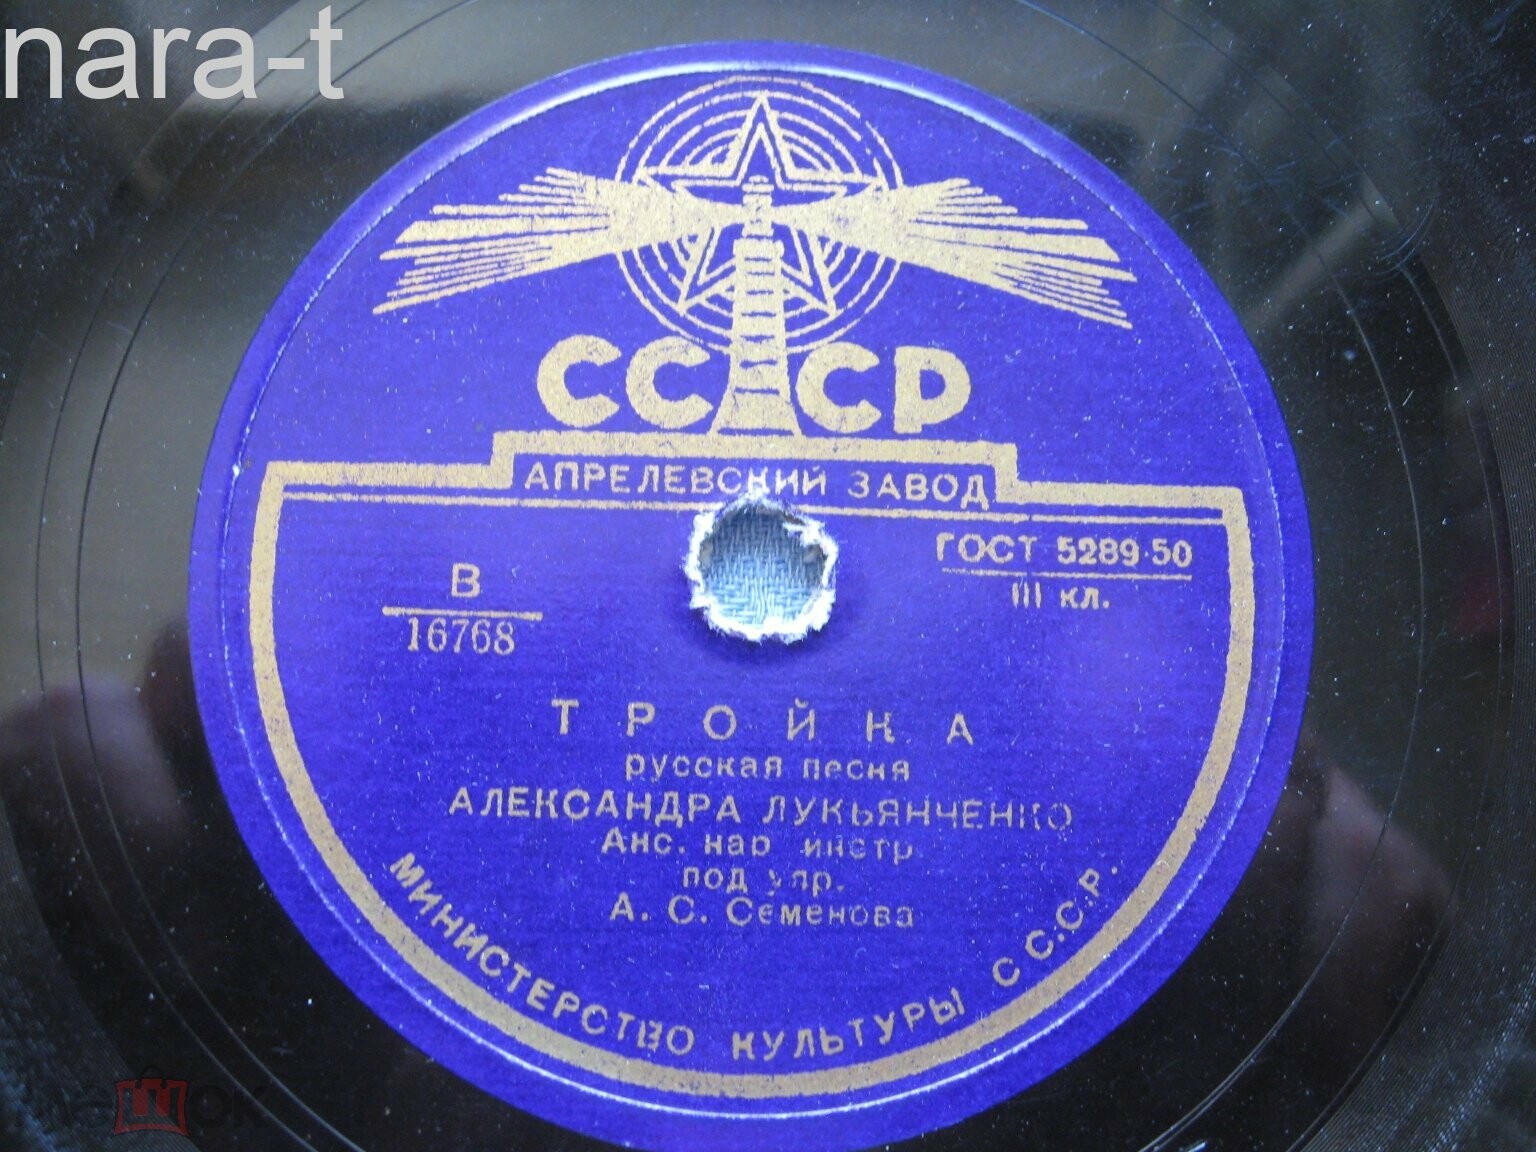 nara-t
СССР
АПРЕЛЕВСКИЙ ЗАВОД
ГОСТ 5289-50
III кл.
В
16768
ТРОЙКА
русская песня
АЛЕКСАНДРА ЛУКЬЯНЧЕНКО
Анс. нар инстр
под упр.
А. С. Семенова
МИНИСТЕРСТВО КУЛЬТУРЫ С С.С.Р.
мешок